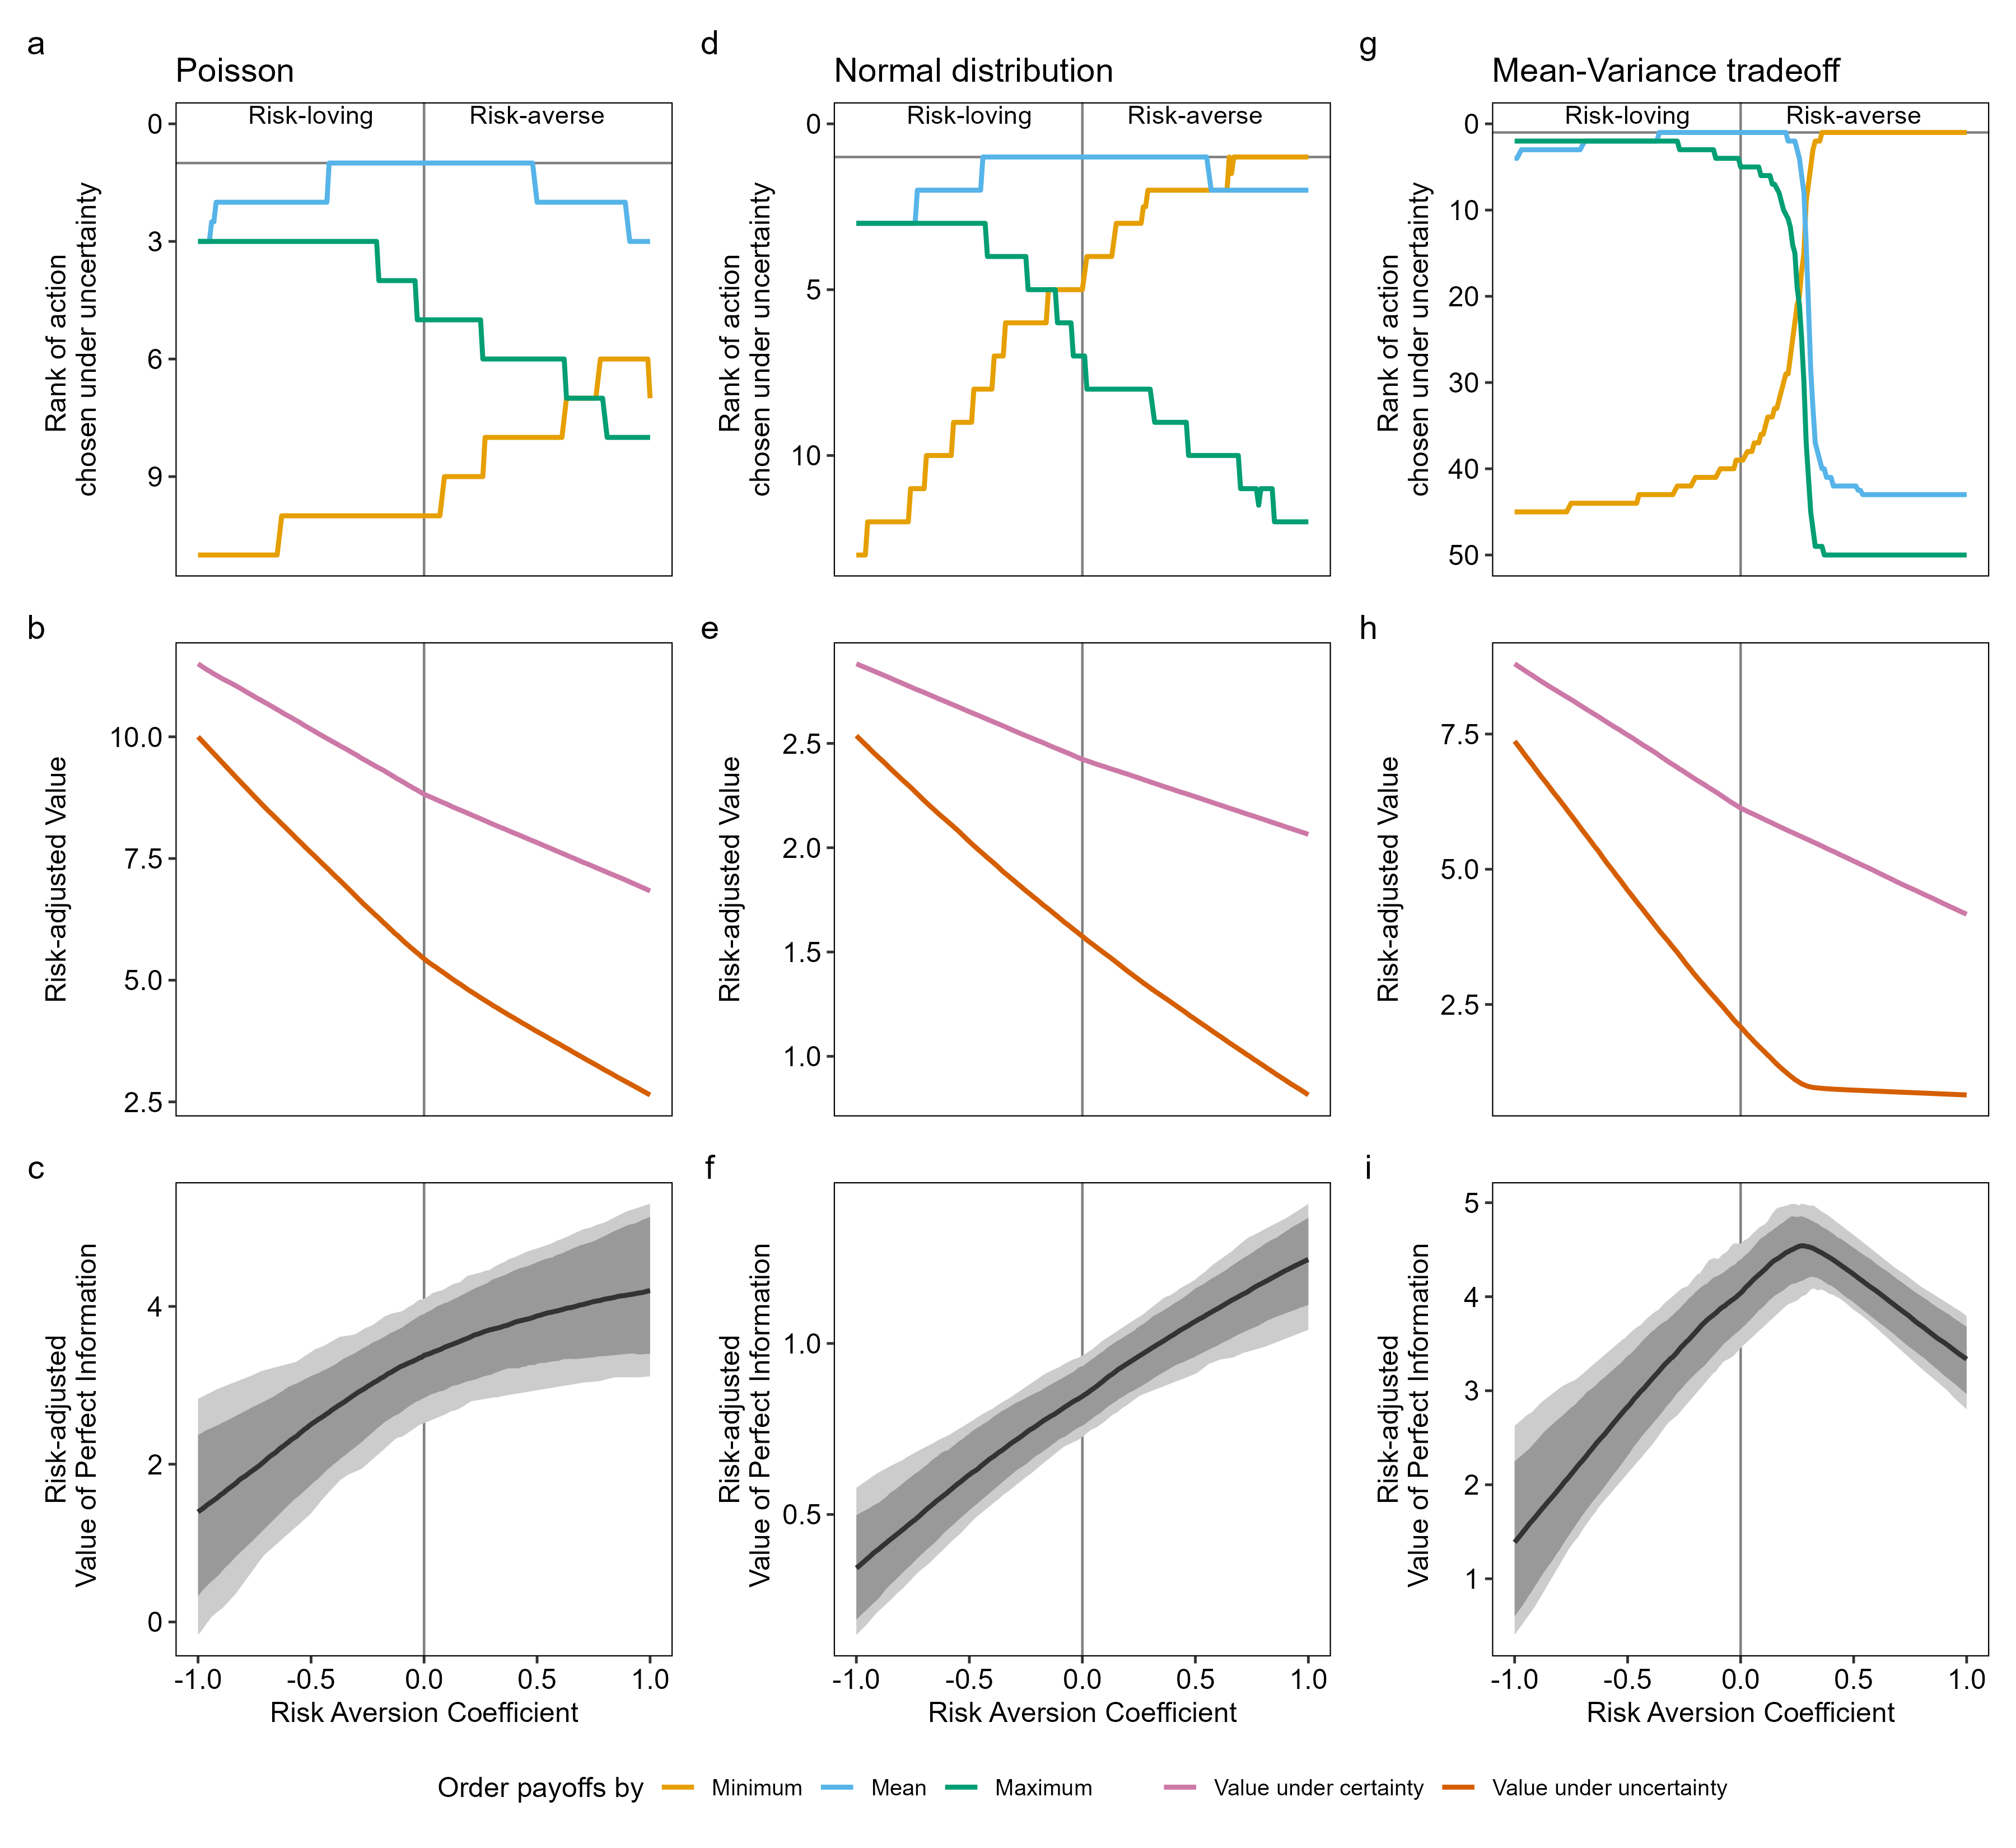 a
Poisson
Risk-loving
Risk-averse
0
3
6
9
Rank of action
chosen under uncertainty
d
Normal distribution
Risk-loving
Risk-averse
0
5
10
Rank of action
chosen under uncertainty
g
Mean-Variance tradeoff
Risk-loving
Risk-averse
0
10
20
30
40
50
Rank of action
chosen under uncertainty
b
10.0
7.5
5.0
2.5
Risk-adjusted Value
e
2.5
2.0
1.5
1.0
Risk-adjusted Value
h
7.5
5.0
2.5
Risk-adjusted Value
c
4
2
0
Risk-adjusted
Value of Perfect Information
-1.0 -0.5 0.0 0.5 1.0
Risk Aversion Coefficient
f
1.0
0.5
Risk-adjusted
Value of Perfect Information
-1.0 -0.5 0.0 0.5 1.0
Risk Aversion Coefficient
i
5
4
3
2
1
Risk-adjusted
Value of Perfect Information
-1.0 -0.5 0.0 0.5 1.0
Risk Aversion Coefficient
Order payoffs by Minimum Mean Maximum Value under certainty Value under uncertainty